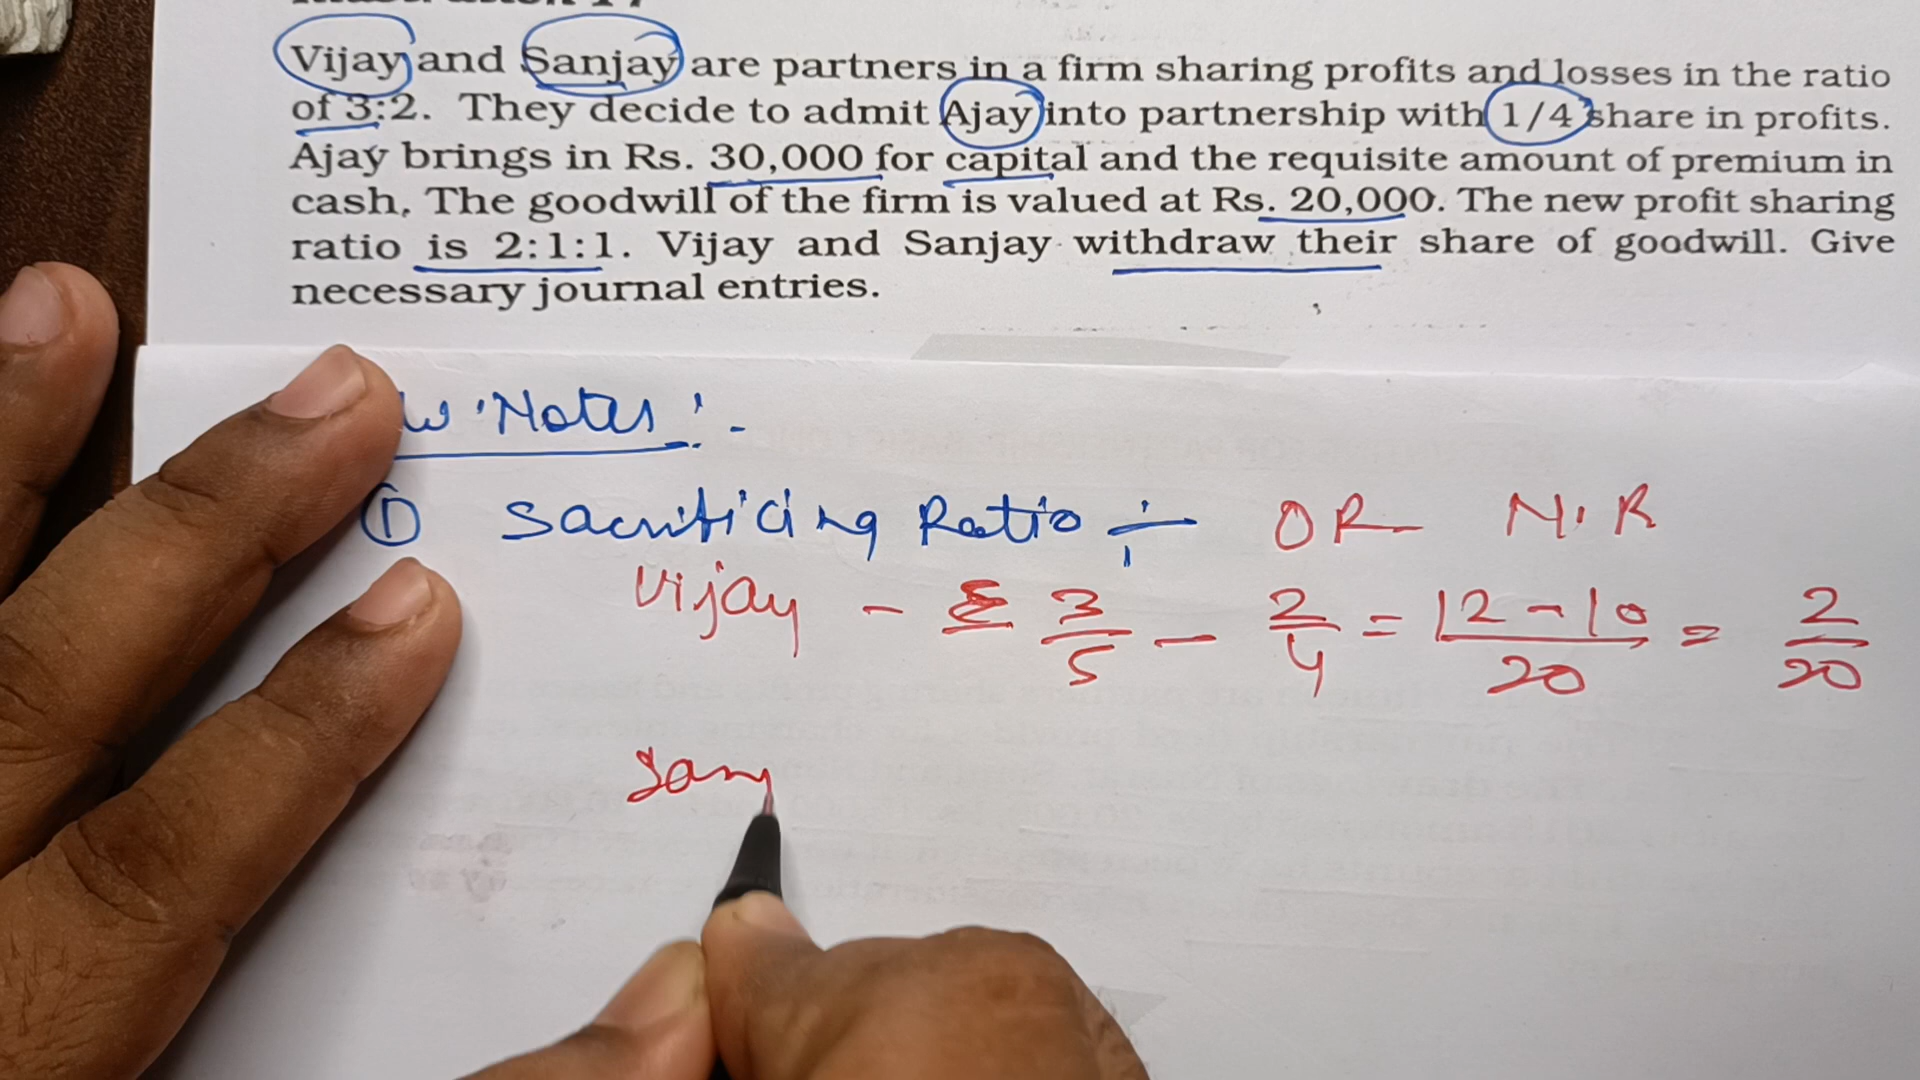 Vijay and Sanjay are partners in a firm sharing profits and losses in the ratio
of 3:2. They decide to admit Ajay into partnership with 1/4 share in profits.
Ajay brings in Rs. 30,000 for capital and the requisite amount of premium in
cash. The goodwill of the firm is valued at Rs. 20,000. The new profit sharing
ratio is 2:1:1. Vijay and Sanjay withdraw their share of goodwill. Give
necessary journal entries.
W Notes :-
① Sacrificing Ratio :- OR N.R
Vijay - 3/5 - 2/4 = 12-10/20 = 2/20
San